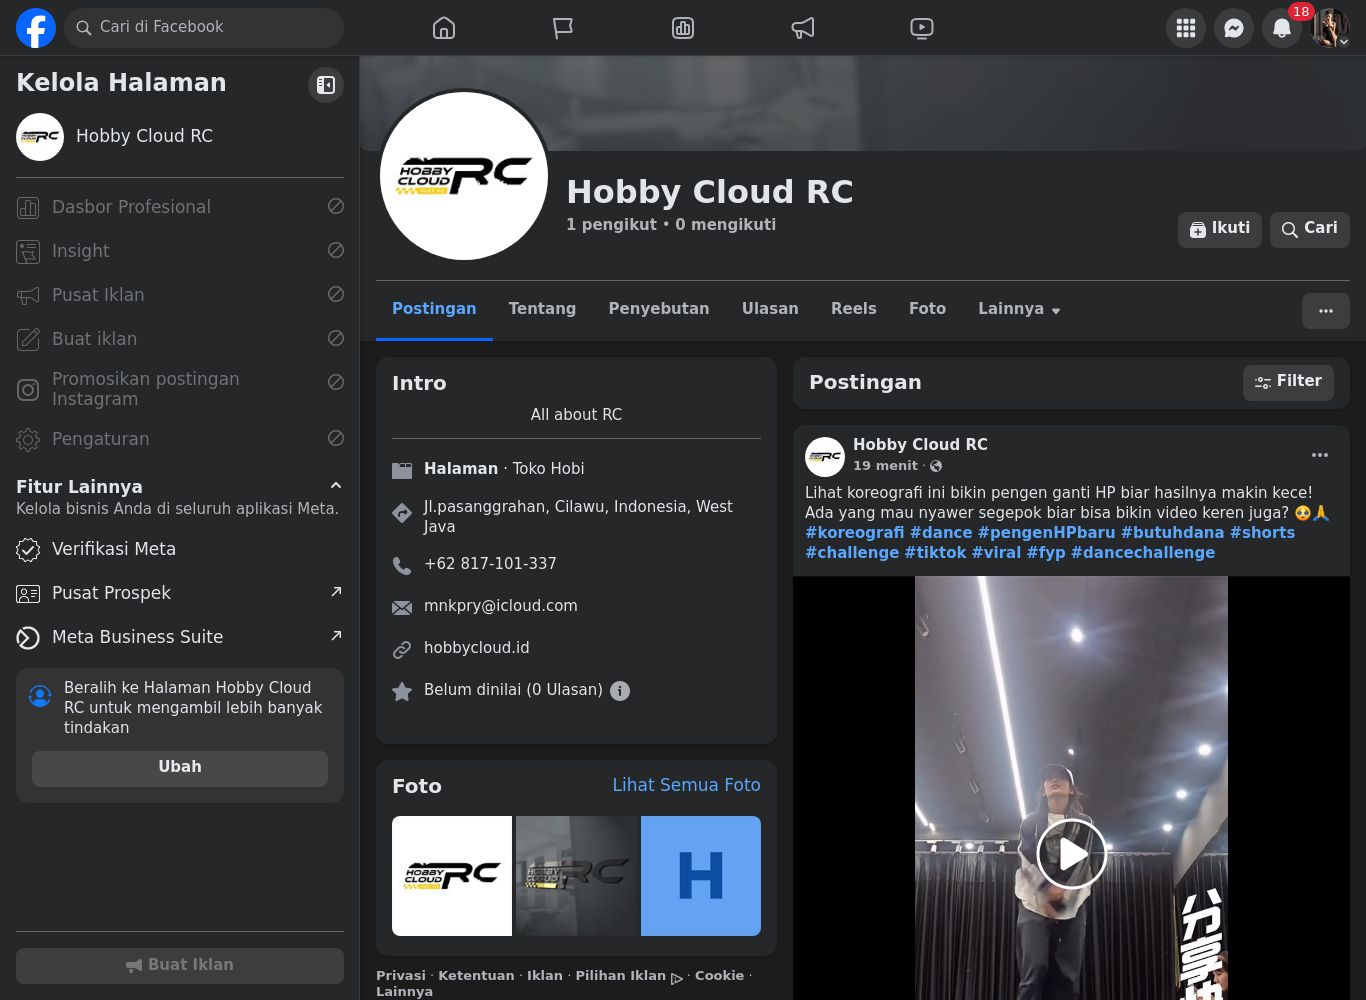 Cari di Facebook
18
Kelola Halaman
Hobby Cloud RC
Dasbor Profesional
Insight
Pusat Iklan
Buat iklan
Promosikan postingan
Instagram
Pengaturan
Fitur Lainnya
Kelola bisnis Anda di seluruh aplikasi Meta.
Verifikasi Meta
Pusat Prospek
Meta Business Suite
Beralih ke Halaman Hobby Cloud
RC untuk mengambil lebih banyak
tindakan
Ubah
Buat Iklan
HOBBY
CLOUD RC
Hobby Cloud RC
1 pengikut • 0 mengikuti
Ikuti
Cari
Postingan
Tentang
Penyebutan
Ulasan
Reels
Foto
Lainnya
Intro
All about RC
Halaman · Toko Hobi
Jl.pasanggrahan, Cilawu, Indonesia, West
Java
+62 817-101-337
mnkpry@icloud.com
hobbycloud.id
Belum dinilai (0 Ulasan)
Foto
Lihat Semua Foto
HOBBY
CLOUD RC
HOBBY
CLOUD RC
H
Privasi · Ketentuan · Iklan · Pilihan Iklan · Cookie ·
Lainnya
Postingan
Filter
Hobby Cloud RC
19 menit ·
Lihat koreografi ini bikin pengen ganti HP biar hasilnya makin kece!
Ada yang mau nyawer segepok biar bisa bikin video keren juga? 🥹🙏
#koreografi #dance #pengenHPbaru #butuhdana #shorts
#challenge #tiktok #viral #fyp #dancechallenge
分享